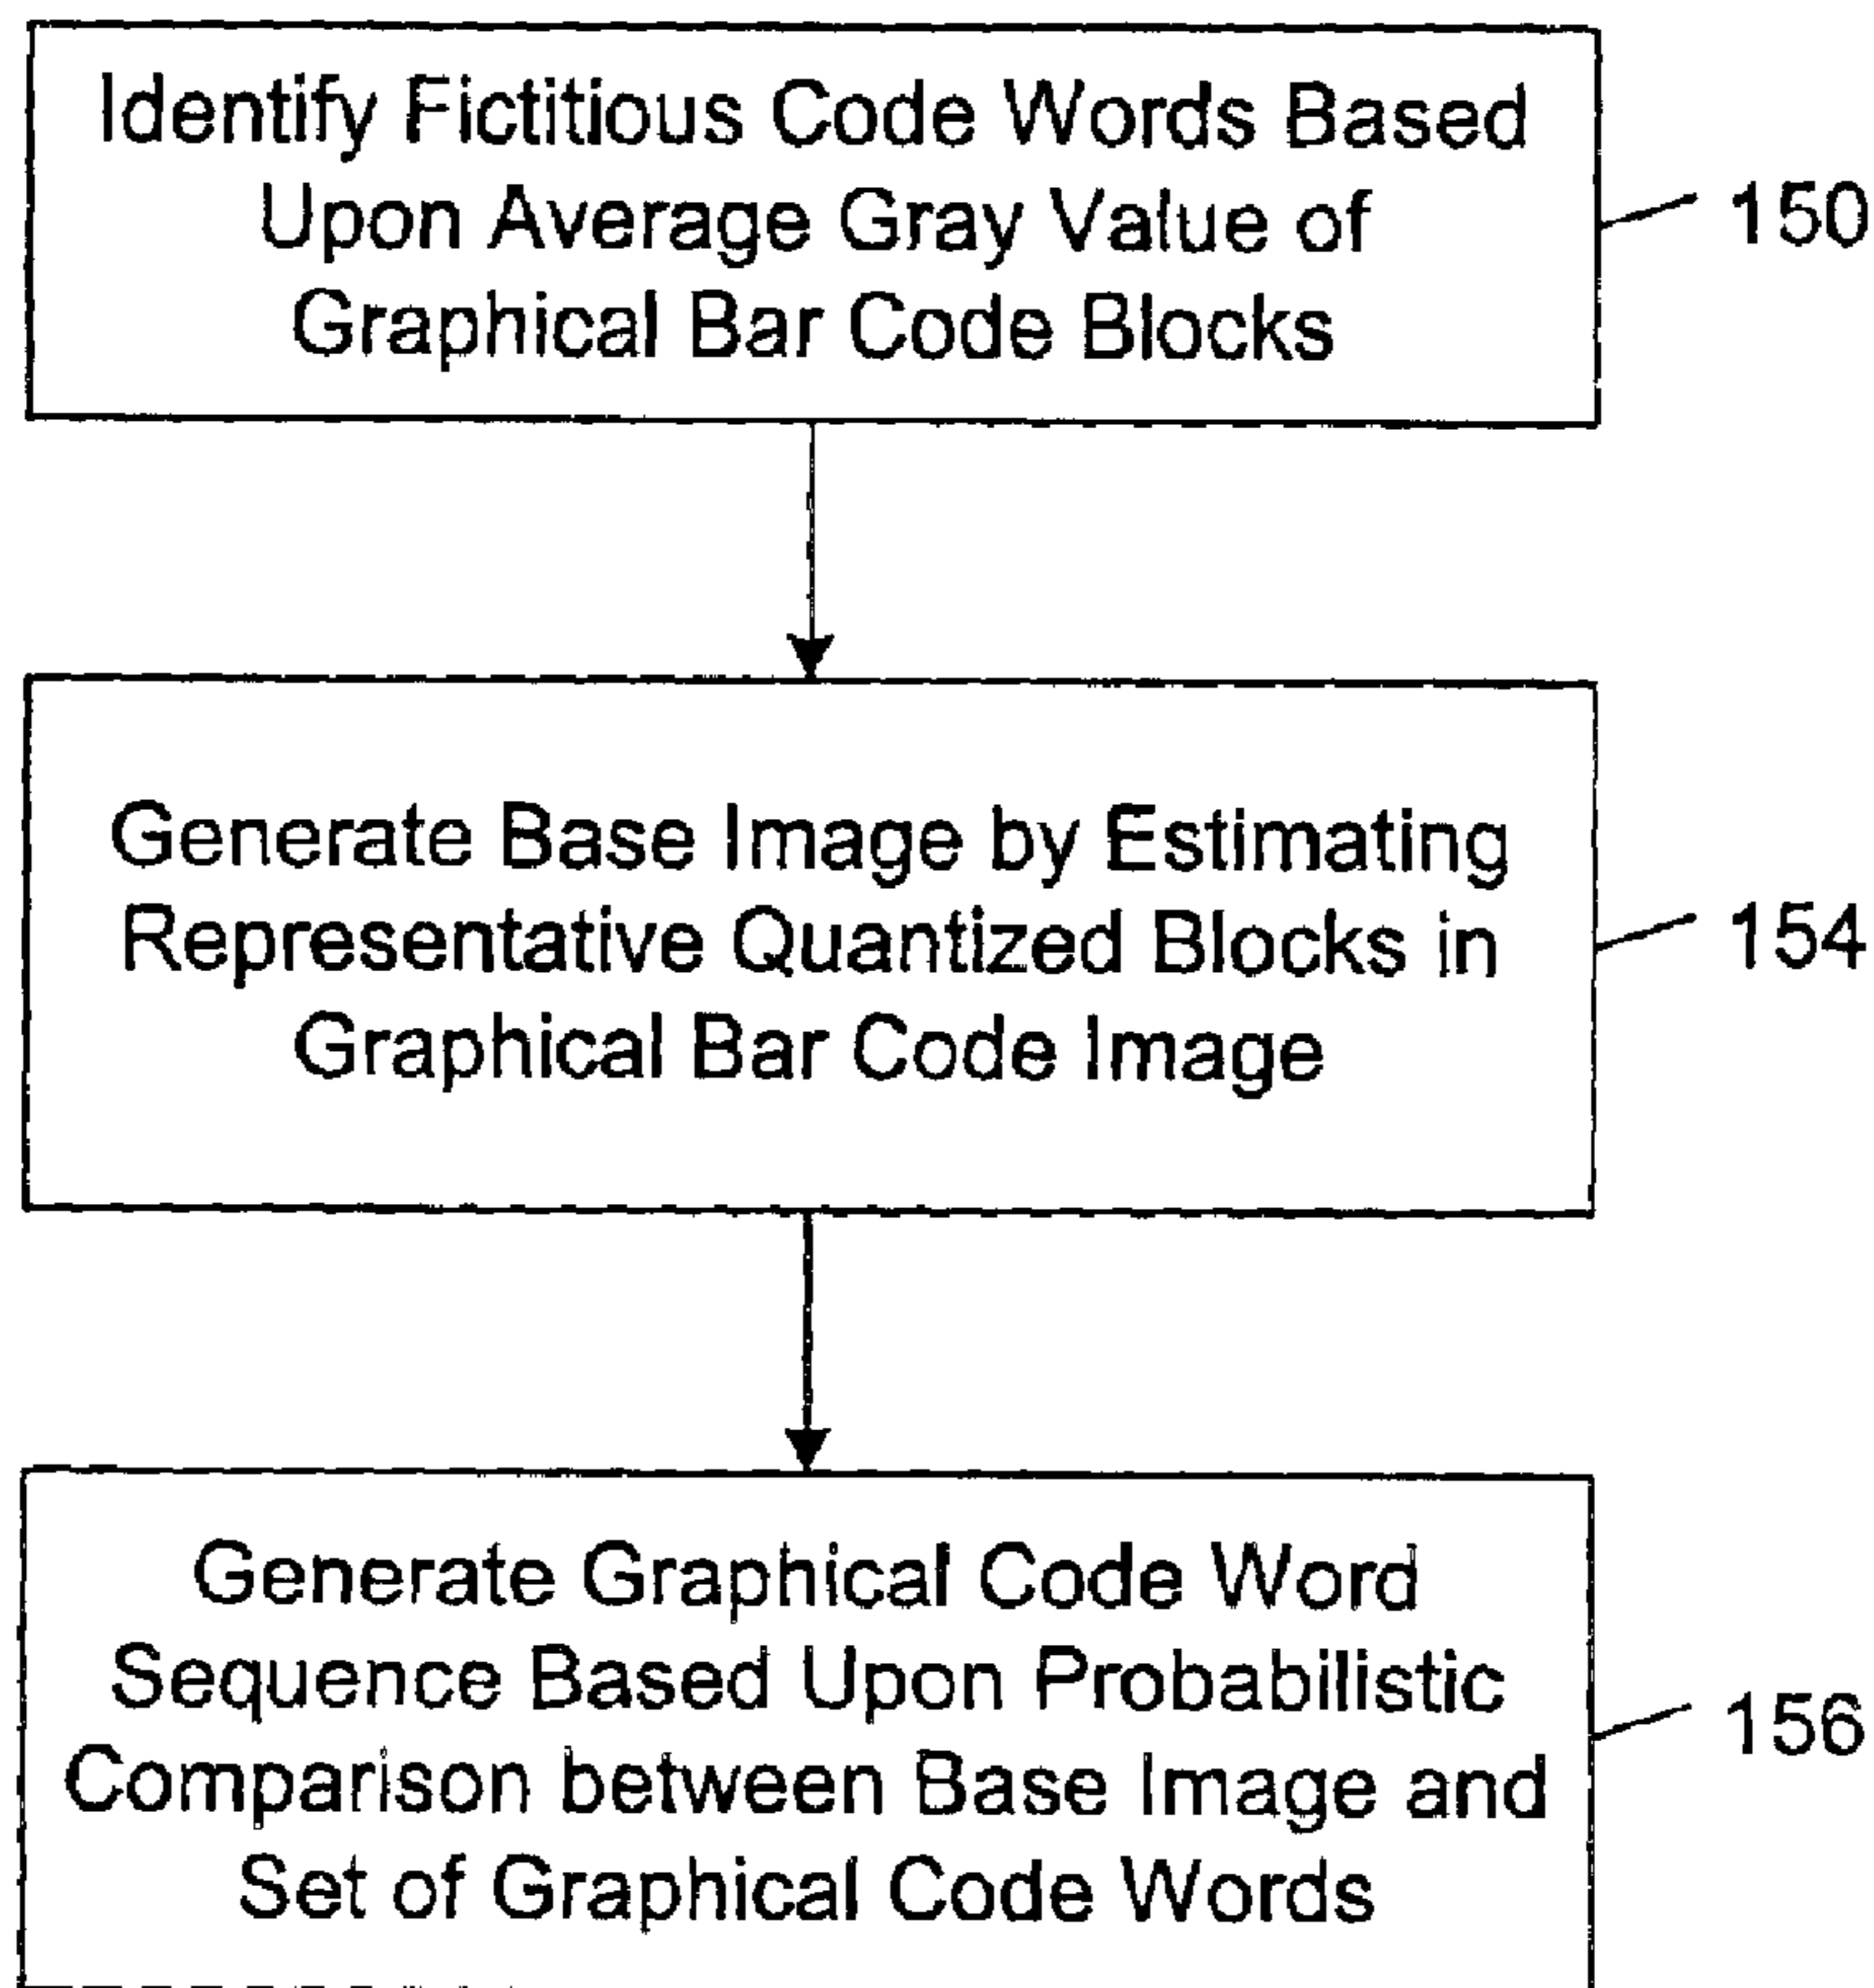 Identify Fictitious Code Words Based
Upon Average Gray Value of
Graphical Bar Code Blocks
150
Generate Base Image by Estimating
Representative Quantized Blocks in
Graphical Bar Code Image
154
Generate Graphical Code Word
Sequence Based Upon Probabilistic
Comparison between Base Image and
Set of Graphical Code Words
156